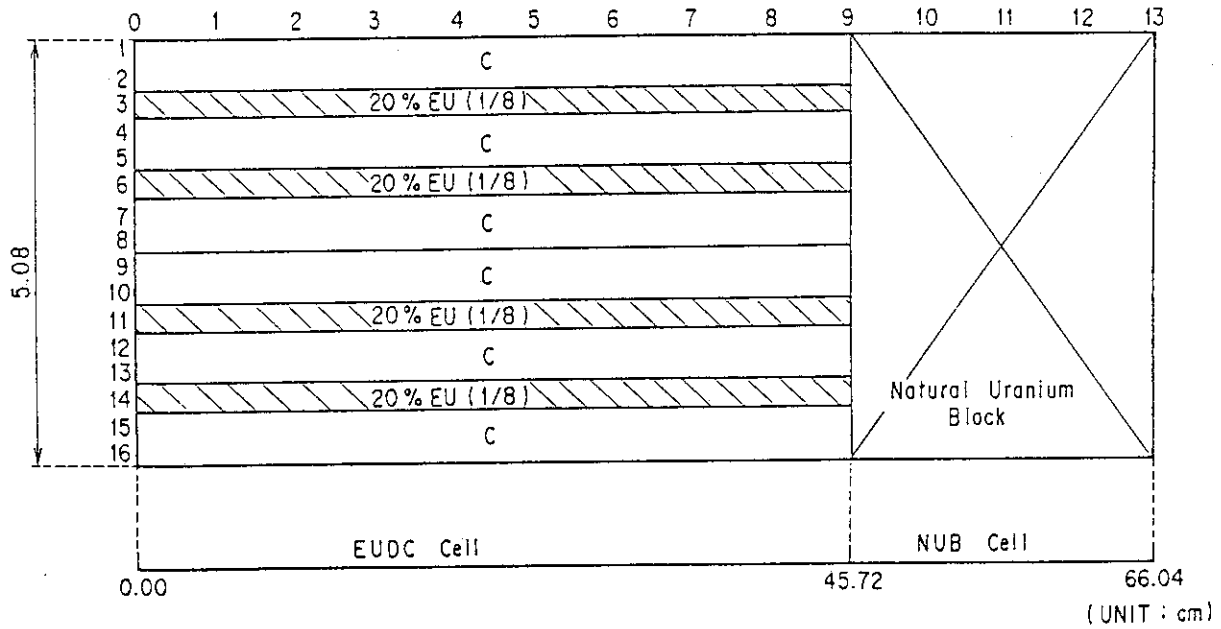 0 1 2 3 4 5 6 7 8 9 10 11 12 13
1
C
2
3 20% EU (1/8)
4
C
5
6 20% EU (1/8)
7
C
8
5.08
9
C
10
11 20% EU (1/8)
12
C
13
14 20% EU (1/8)
Natural Uranium
Block
15
C
16
EUDC Cell NUB Cell
0.00 45.72 66.04
(UNIT : cm)